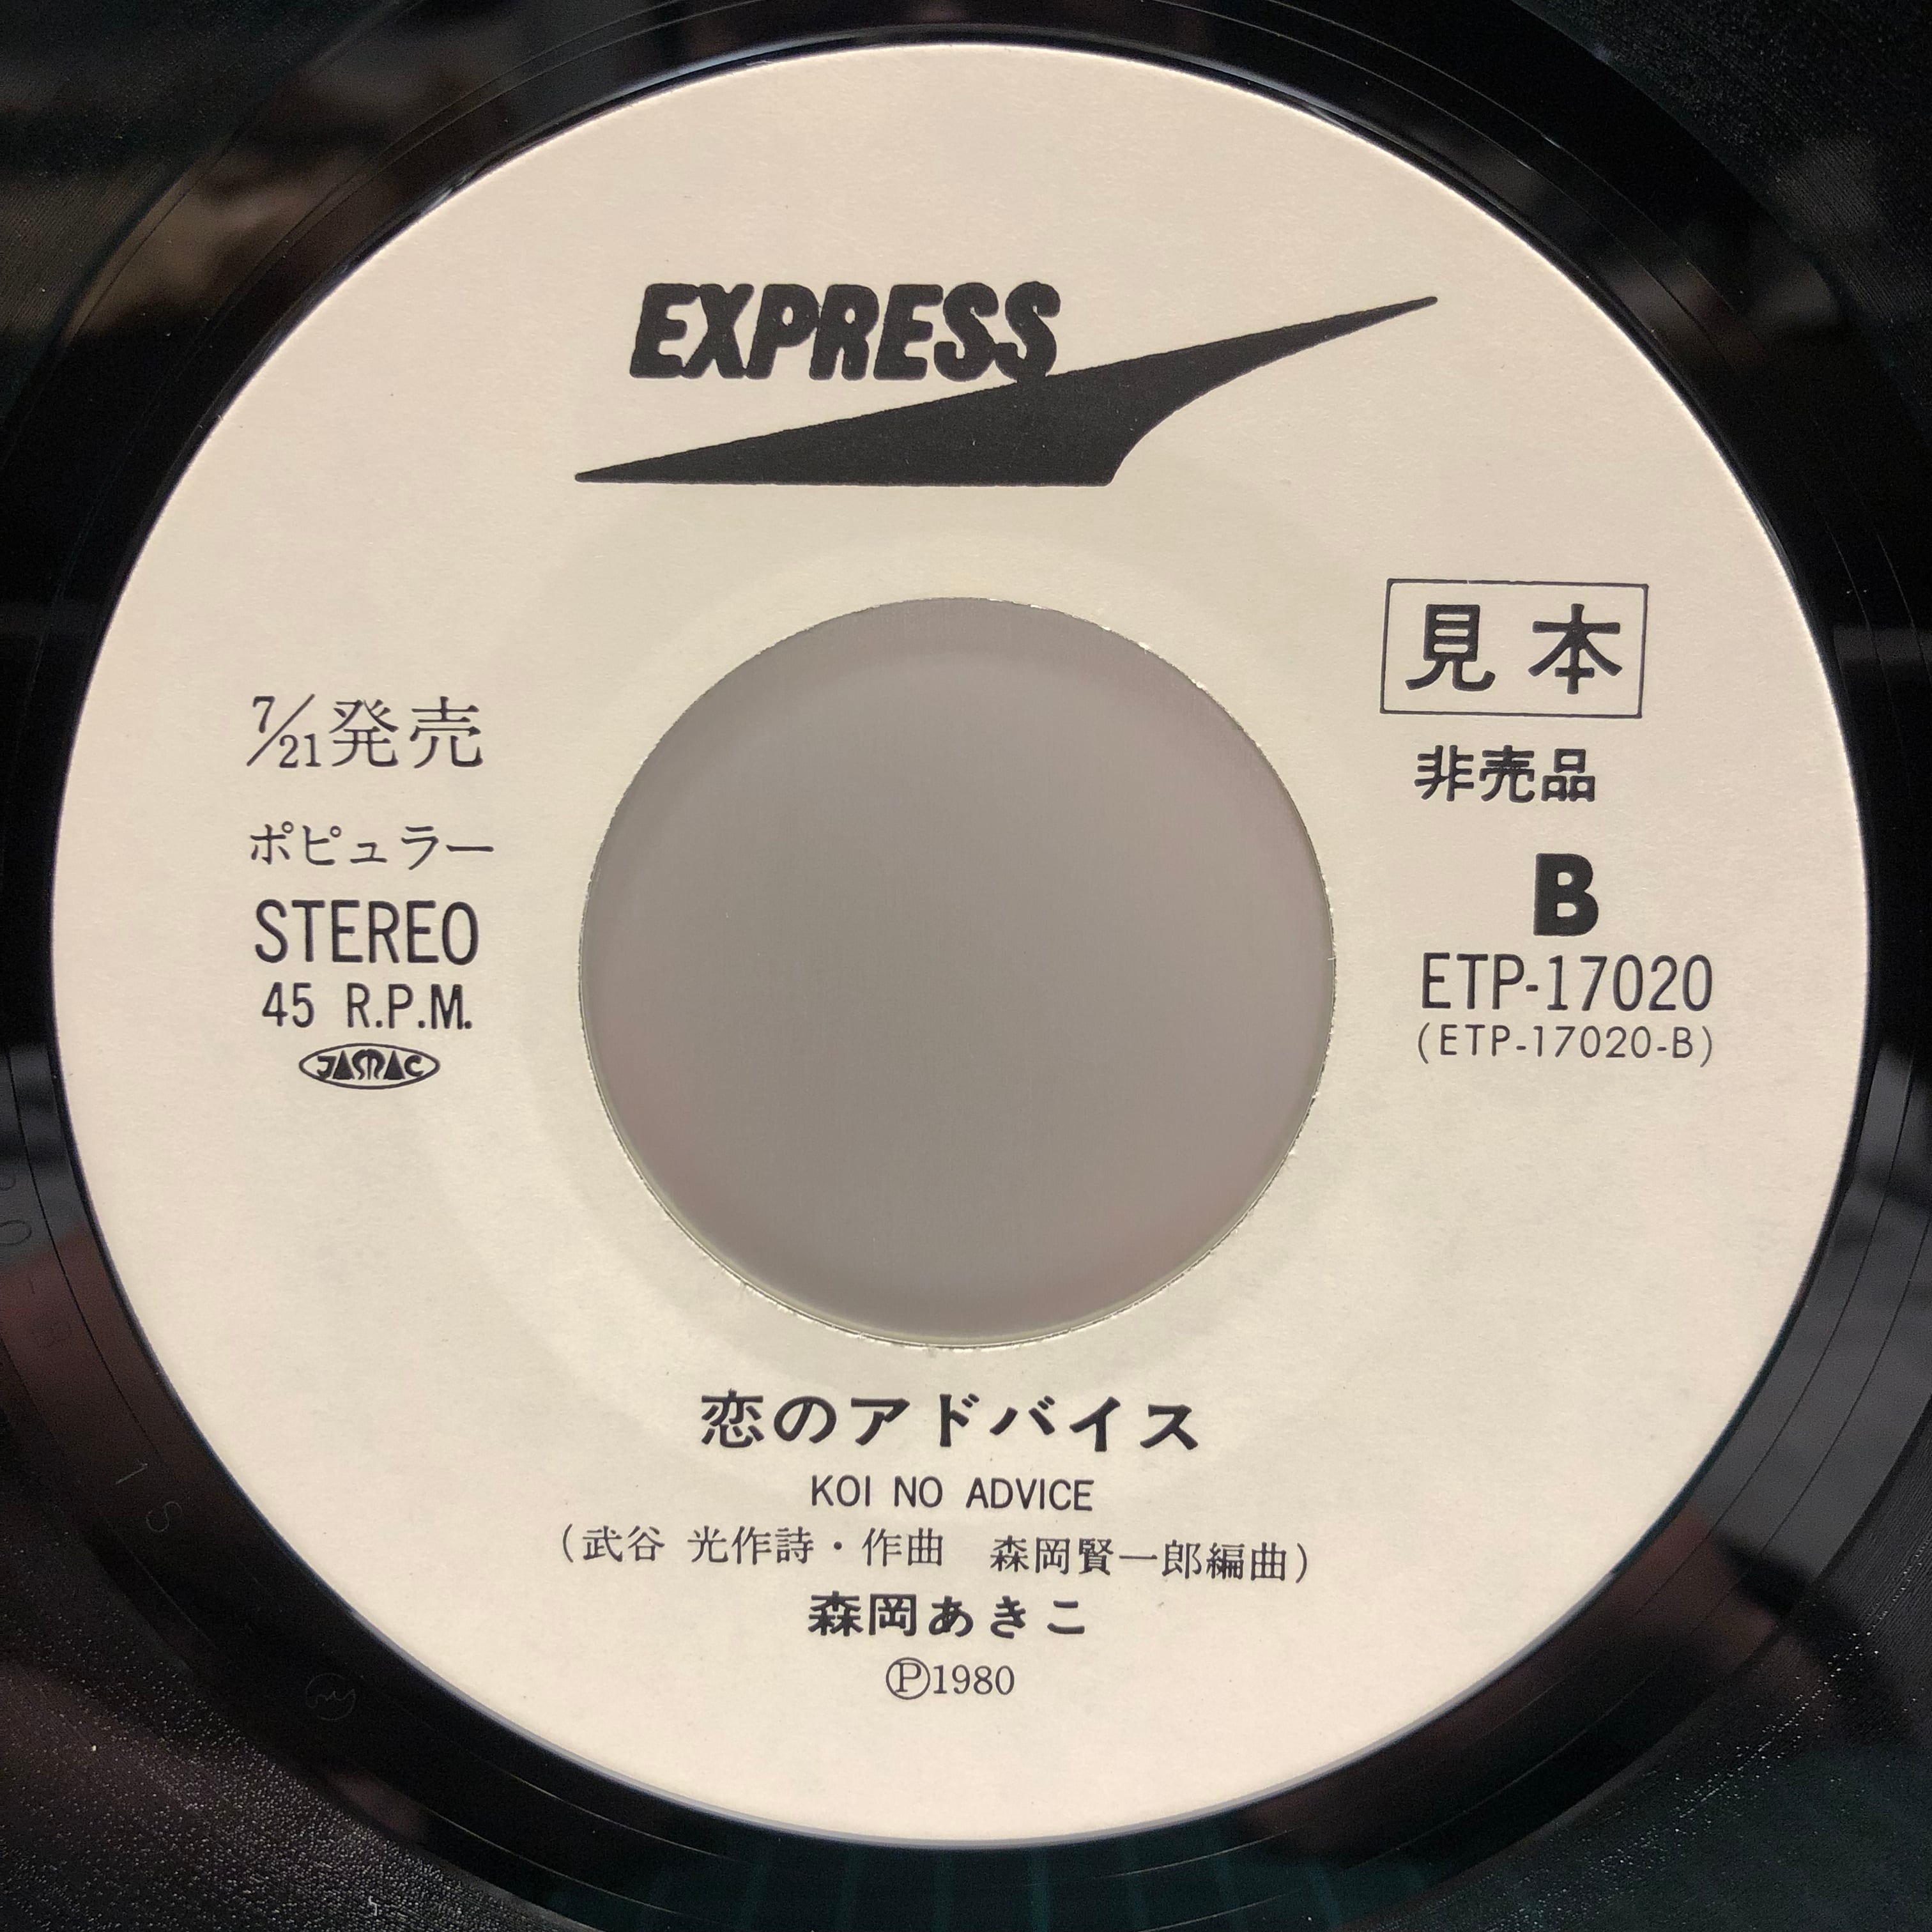 EXPRESS
見本
非売品
7/21発売
ポピュラー
STEREO
45 R.P.M.
JASRAC
B
ETP-17020
(ETP-17020-B)
恋のアドバイス
KOI NO ADVICE
(武谷 光作詩・作曲 森岡賢一郎編曲)
森岡あきこ
Ⓟ1980
1S